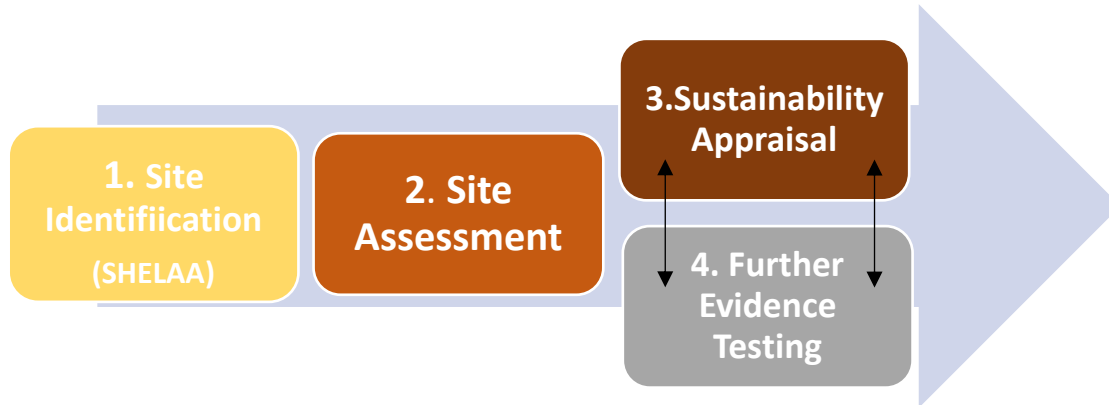 1. Site
Identifiication
(SHELAA)
2. Site
Assessment
3.Sustainability
Appraisal
4. Further
Evidence
Testing